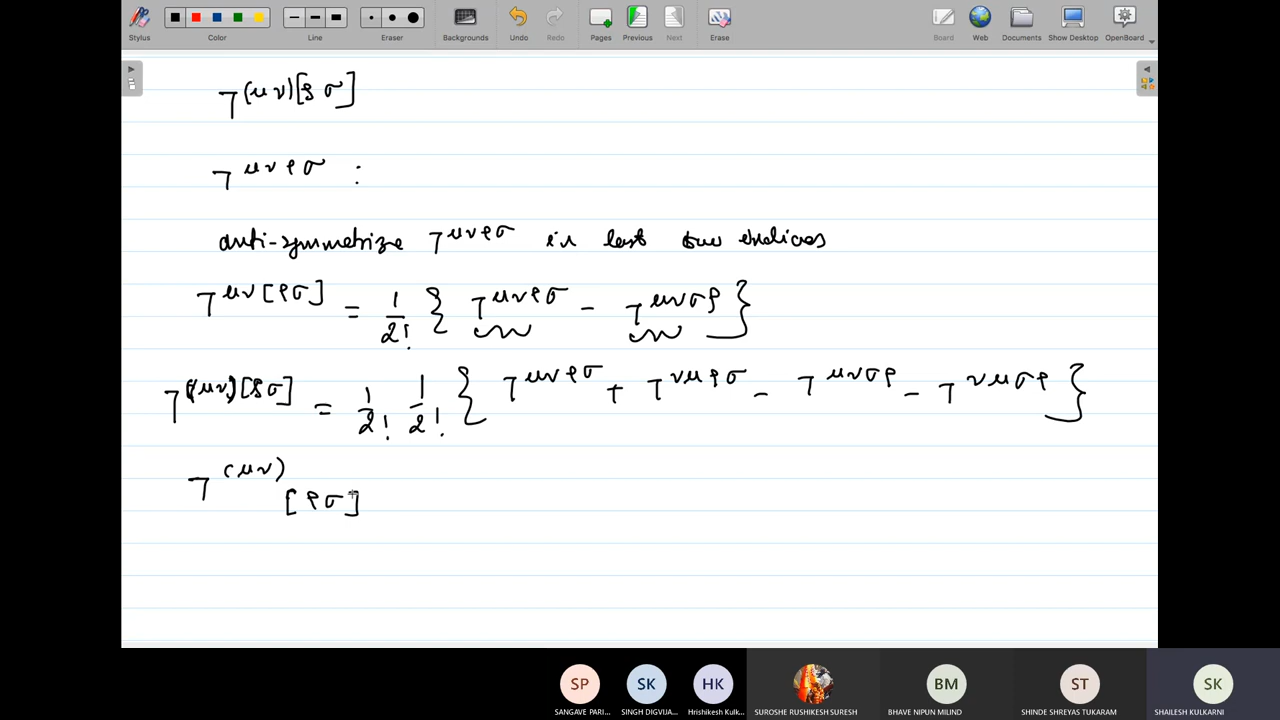 Stylus Color Line Eraser Backgrounds Undo Redo Pages Previous Next Erase Board Web Documents Show Desktop OpenBoard
T^{(μν)[ρσ]}
T^{μνρσ} :
anti-symmetrize T^{μνρσ} in last two indices
T^{μν[ρσ]} = 1/2! { T^{μνρσ} - T^{μνσρ} }
T^{(μν)[ρσ]} = 1/2! 1/2! { T^{μνρσ} + T^{νμρσ} - T^{μνσρ} - T^{νμσρ} }
T^{(μν)}_{[ρσ]}
SP SK HK BM ST SK
SANGAVE PARI... SINGH DIGVIJA... Hrishikesh Kulk... SUROSHE RUSHIKESH SURESH BHAVE NIPUN MILIND SHINDE SHREYAS TUKARAM SHAILESH KULKARNI